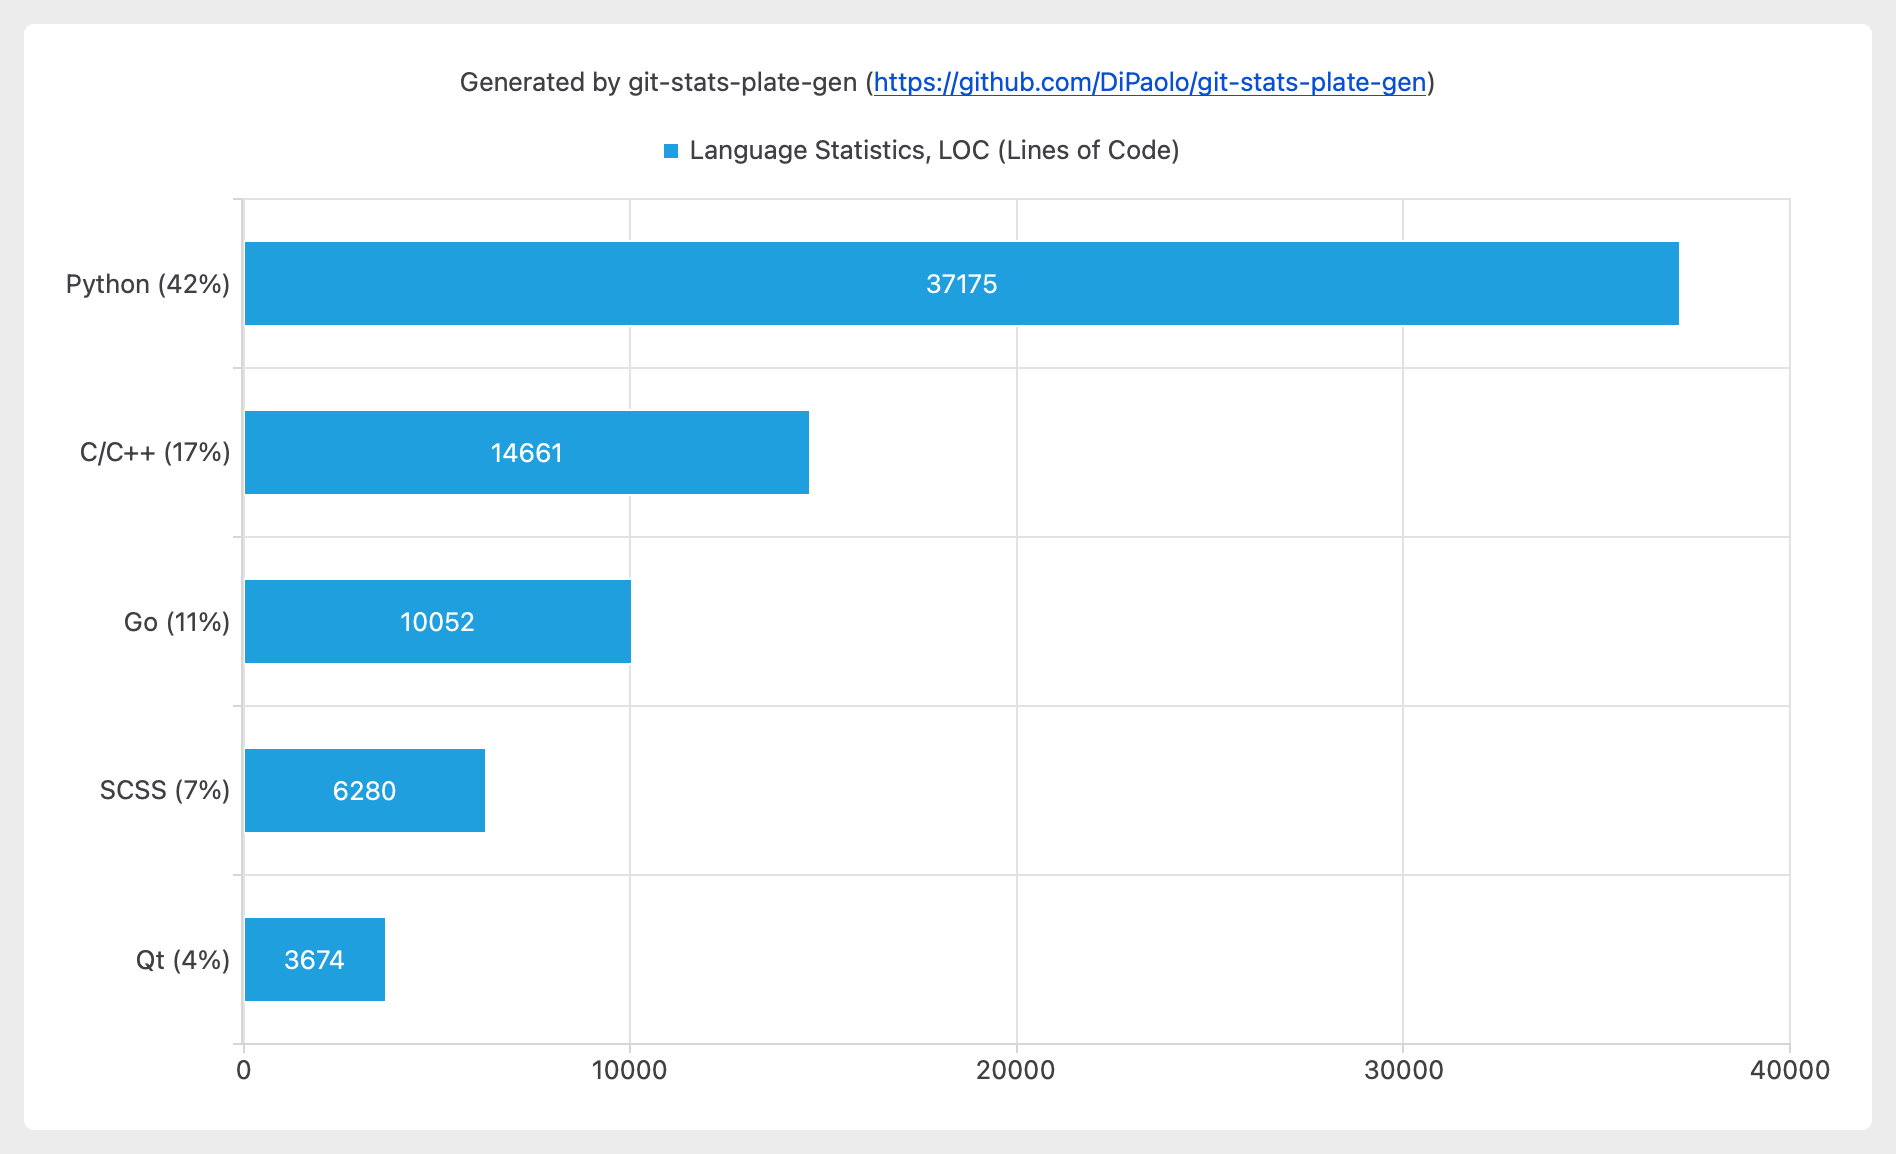 Generated by git-stats-plate-gen (https://github.com/DiPaolo/git-stats-plate-gen)
Language Statistics, LOC (Lines of Code)
Python (42%) 37175
C/C++ (17%) 14661
Go (11%) 10052
SCSS (7%) 6280
Qt (4%) 3674
0 10000 20000 30000 40000